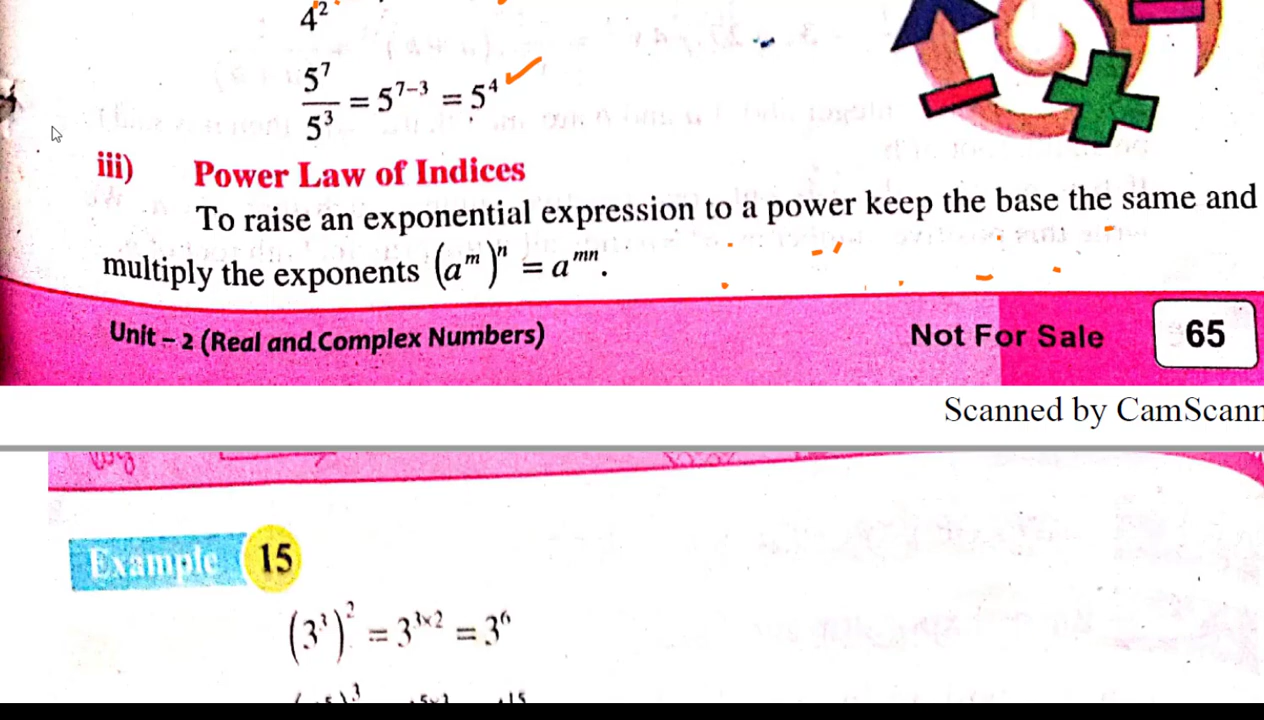 4²
5⁷/5³ = 5⁷⁻³ = 5⁴
iii) Power Law of Indices
To raise an exponential expression to a power keep the base the same and
multiply the exponents (aᵐ)ⁿ = aᵐⁿ.
Unit – 2 (Real and Complex Numbers) Not For Sale 65
Scanned by CamScann
Example 15
(3³)² = 3³ˣ² = 3⁶